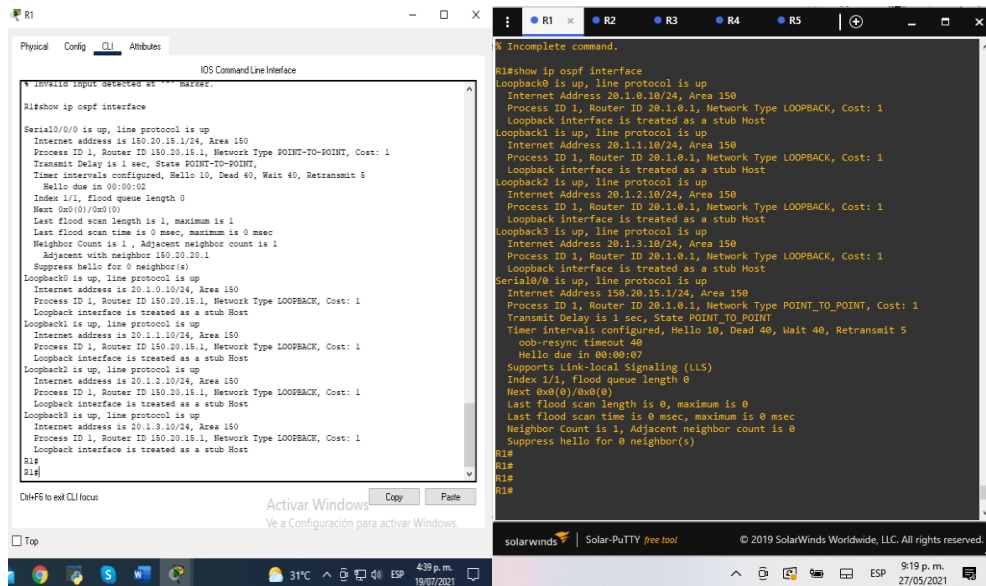 R1
Physical Config CLI Attributes
IOS Command Line Interface
% Invalid input detected at '^' marker.
R1#show ip ospf interface
Serial0/0/0 is up, line protocol is up
Internet address is 150.20.15.1/24, Area 150
Process ID 1, Router ID 150.20.15.1, Network Type POINT-TO-POINT, Cost: 1
Transmit Delay is 1 sec, State POINT-TO-POINT,
Timer intervals configured, Hello 10, Dead 40, Wait 40, Retransmit 5
Hello due in 00:00:02
Index 1/1, flood queue length 0
Next 0x0(0)/0x0(0)
Last flood scan length is 1, maximum is 1
Last flood scan time is 0 msec, maximum is 0 msec
Neighbor Count is 1 , Adjacent neighbor count is 1
Adjacent with neighbor 150.20.20.1
Suppress hello for 0 neighbor(s)
Loopback0 is up, line protocol is up
Internet address is 20.1.0.10/24, Area 150
Process ID 1, Router ID 150.20.15.1, Network Type LOOPBACK, Cost: 1
Loopback interface is treated as a stub Host
Loopback1 is up, line protocol is up
Internet address is 20.1.1.10/24, Area 150
Process ID 1, Router ID 150.20.15.1, Network Type LOOPBACK, Cost: 1
Loopback interface is treated as a stub Host
Loopback2 is up, line protocol is up
Internet address is 20.1.2.10/24, Area 150
Process ID 1, Router ID 150.20.15.1, Network Type LOOPBACK, Cost: 1
Loopback interface is treated as a stub Host
Loopback3 is up, line protocol is up
Internet address is 20.1.3.10/24, Area 150
Process ID 1, Router ID 150.20.15.1, Network Type LOOPBACK, Cost: 1
Loopback interface is treated as a stub Host
R1#
R1#
Ctrl+F6 to exit CLI focus
Copy Paste
Activar Windows
Ve a Configuración para activar Windows.
Top
31°C ESP 4:39 p. m.
19/07/2021
R1 R2 R3 R4 R5
% Incomplete command.
R1#show ip ospf interface
Loopback0 is up, line protocol is up
Internet Address 20.1.0.10/24, Area 150
Process ID 1, Router ID 20.1.0.1, Network Type LOOPBACK, Cost: 1
Loopback interface is treated as a stub Host
Loopback1 is up, line protocol is up
Internet Address 20.1.1.10/24, Area 150
Process ID 1, Router ID 20.1.0.1, Network Type LOOPBACK, Cost: 1
Loopback interface is treated as a stub Host
Loopback2 is up, line protocol is up
Internet Address 20.1.2.10/24, Area 150
Process ID 1, Router ID 20.1.0.1, Network Type LOOPBACK, Cost: 1
Loopback interface is treated as a stub Host
Loopback3 is up, line protocol is up
Internet Address 20.1.3.10/24, Area 150
Process ID 1, Router ID 20.1.0.1, Network Type LOOPBACK, Cost: 1
Loopback interface is treated as a stub Host
Serial0/0 is up, line protocol is up
Internet Address 150.20.15.1/24, Area 150
Process ID 1, Router ID 20.1.0.1, Network Type POINT_TO_POINT, Cost: 1
Transmit Delay is 1 sec, State POINT_TO_POINT
Timer intervals configured, Hello 10, Dead 40, Wait 40, Retransmit 5
oob-resync timeout 40
Hello due in 00:00:07
Supports Link-local Signaling (LLS)
Index 1/1, flood queue length 0
Next 0x0(0)/0x0(0)
Last flood scan length is 0, maximum is 0
Last flood scan time is 0 msec, maximum is 0 msec
Neighbor Count is 1, Adjacent neighbor count is 0
Suppress hello for 0 neighbor(s)
R1#
R1#
R1#
R1#
solarwinds Solar-PuTTY free tool © 2019 SolarWinds Worldwide, LLC. All rights reserved.
ESP 9:19 p. m.
27/05/2021